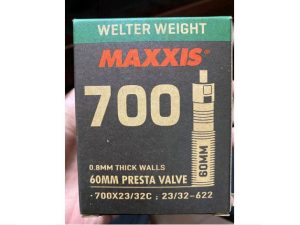 WELTER WEIGHT
MAXXIS®
700
60MM
0.8MM THICK WALLS
60MM PRESTA VALVE
700X23/32C ; 23/32-622